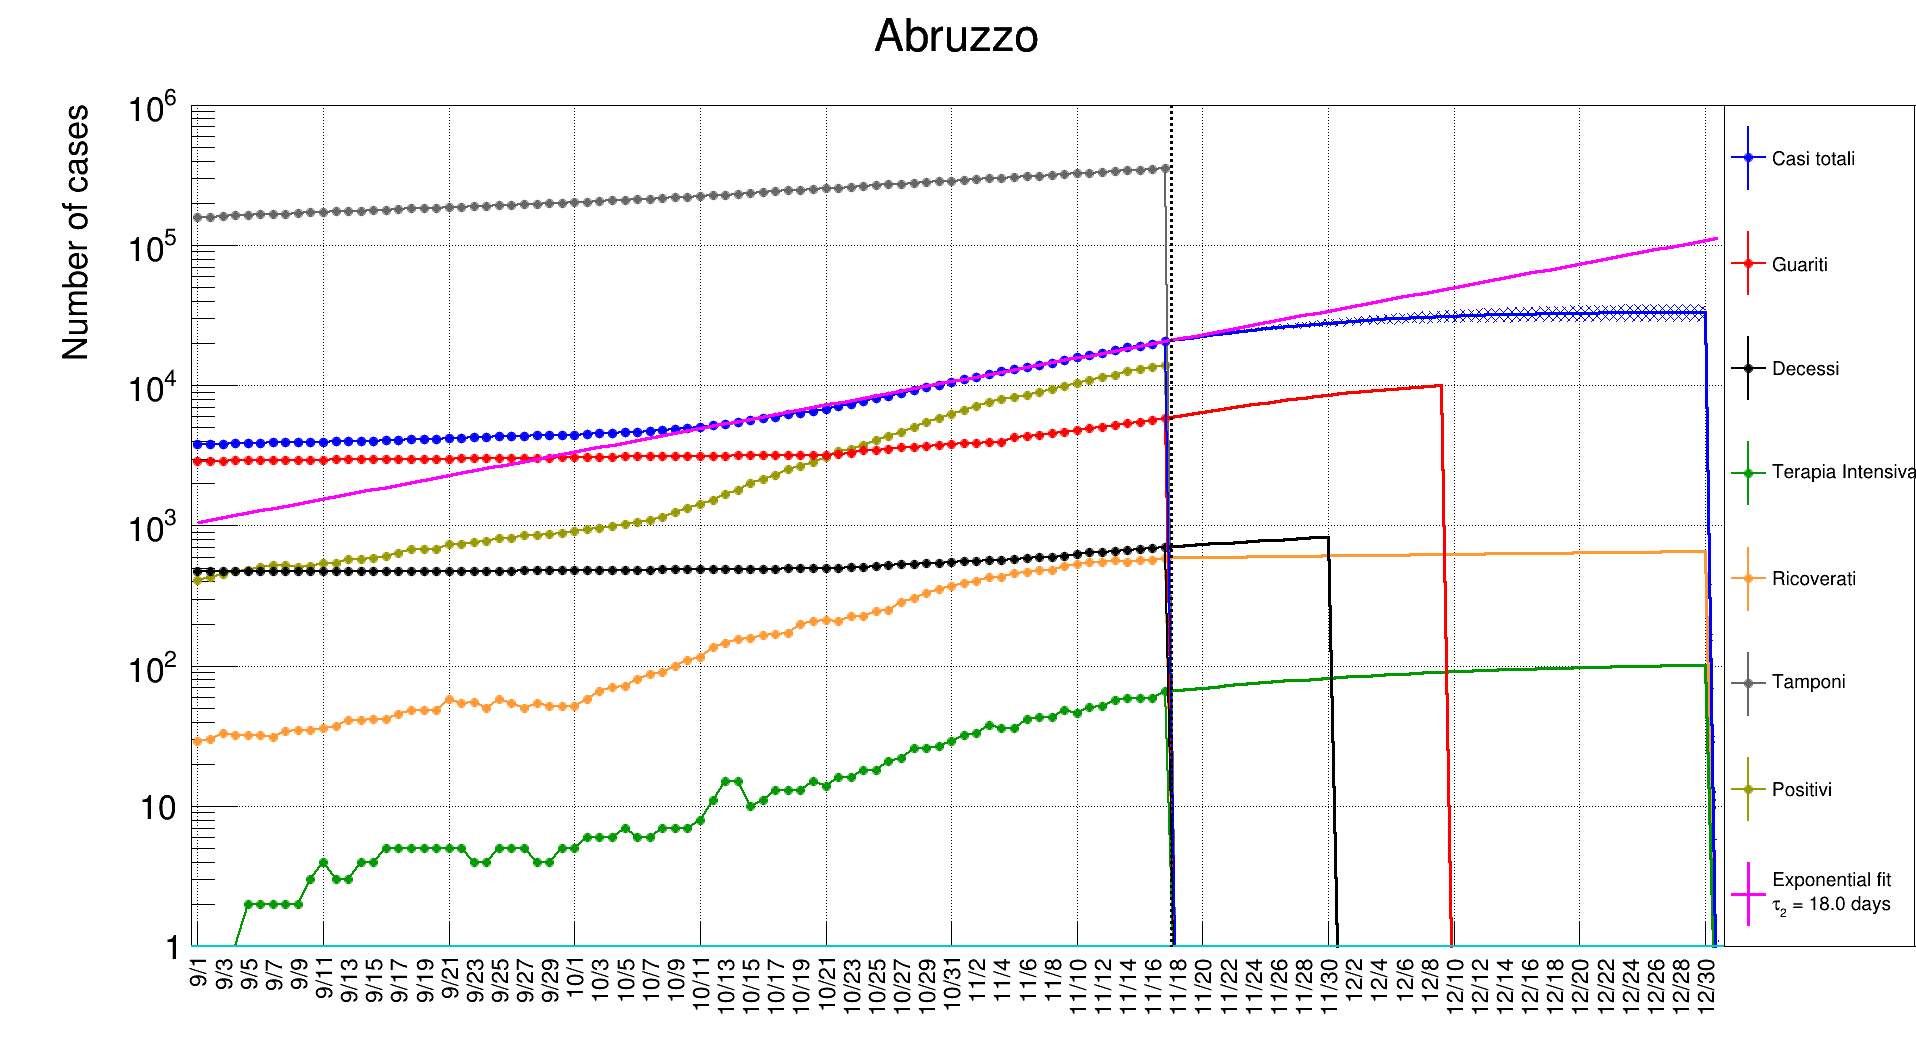 Abruzzo
Number of cases
10^6
10^5
10^4
10^3
10^2
10
1
9/1 9/3 9/5 9/7 9/9 9/11 9/13 9/15 9/17 9/19 9/21 9/23 9/25 9/27 9/29 10/1 10/3 10/5 10/7 10/9 10/11 10/13 10/15 10/17 10/19 10/21 10/23 10/25 10/27 10/29 10/31 11/2 11/4 11/6 11/8 11/10 11/12 11/14 11/16 11/18 11/20 11/22 11/24 11/26 11/28 11/30 12/2 12/4 12/6 12/8 12/10 12/12 12/14 12/16 12/18 12/20 12/22 12/24 12/26 12/28 12/30
Casi totali
Guariti
Decessi
Terapia Intensiva
Ricoverati
Tamponi
Positivi
Exponential fit
τ₂ = 18.0 days